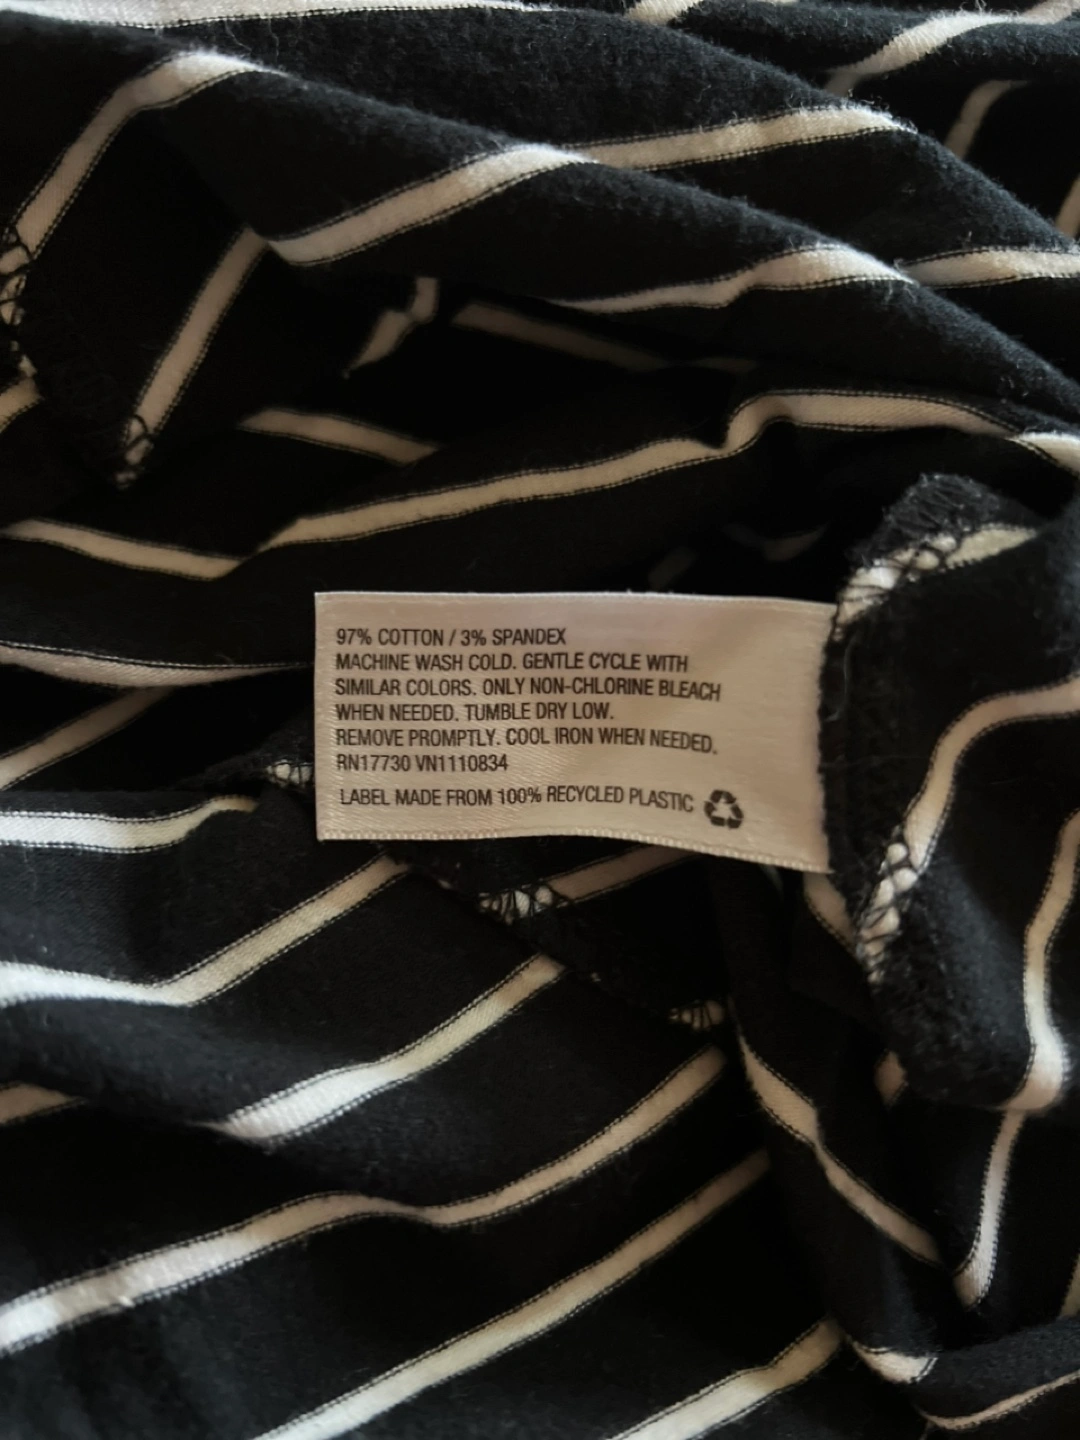 97% COTTON / 3% SPANDEX
MACHINE WASH COLD. GENTLE CYCLE WITH
SIMILAR COLORS. ONLY NON-CHLORINE BLEACH
WHEN NEEDED. TUMBLE DRY LOW.
REMOVE PROMPTLY. COOL IRON WHEN NEEDED.
RN17730 VN1110834
LABEL MADE FROM 100% RECYCLED PLASTIC